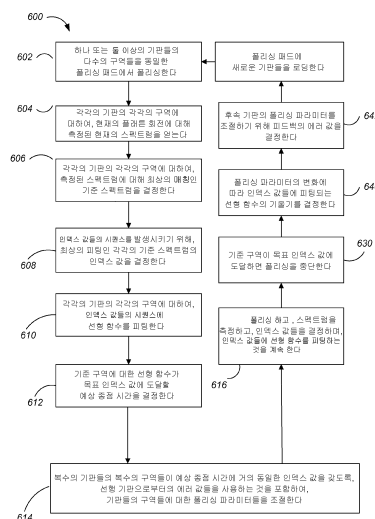 600
602
하나 또는 둘 이상의 기판들의
다수의 구역들을 동일한
폴리싱 패드에서 폴리싱한다
604
각각의 기판의 각각의 구역에
대하여, 현재의 플래튼 회전에 대해
측정된 현재의 스펙트럼을 얻는다
606
각각의 기판의 각각의 구역에 대하여,
측정된 스펙트럼에 대해 최상의 매칭인
기준 스펙트럼을 결정한다
608
인덱스 값들의 시퀀스를 발생시키기 위해,
최상의 피팅인 각각의 기준 스펙트럼의
인덱스 값을 결정한다
610
각각의 기판의 각각의 구역에 대하여,
인덱스 값들의 시퀀스에
선형 함수를 피팅한다
612
기준 구역에 대한 선형 함수가
목표 인덱스 값에 도달할
예상 종점 시간을 결정한다
614
복수의 기판들의 복수의 구역들이 예상 종점 시간에 거의 동일한 인덱스 값을 갖도록,
선행 기판으로부터의 에러 값들을 사용하는 것을 포함하여,
기판들의 구역들에 대한 폴리싱 파라미터들을 조절한다
616
폴리싱 하고, 스펙트럼을
측정하고, 인덱스 값들을 결정하며,
인덱스 값들에 선형 함수를 피팅하는
것을 계속 한다
630
기준 구역이 목표 인덱스 값에
도달하면 폴리싱을 중단한다
64
폴리싱 파라미터의 변화에
따라 인덱스 값들에 피팅되는
선형 함수의 기울기를 결정한다
64
후속 기판의 폴리싱 파라미터를
조절하기 위해 피드백의 에러 값을
결정한다
폴리싱 패드에
새로운 기판들을 로딩한다